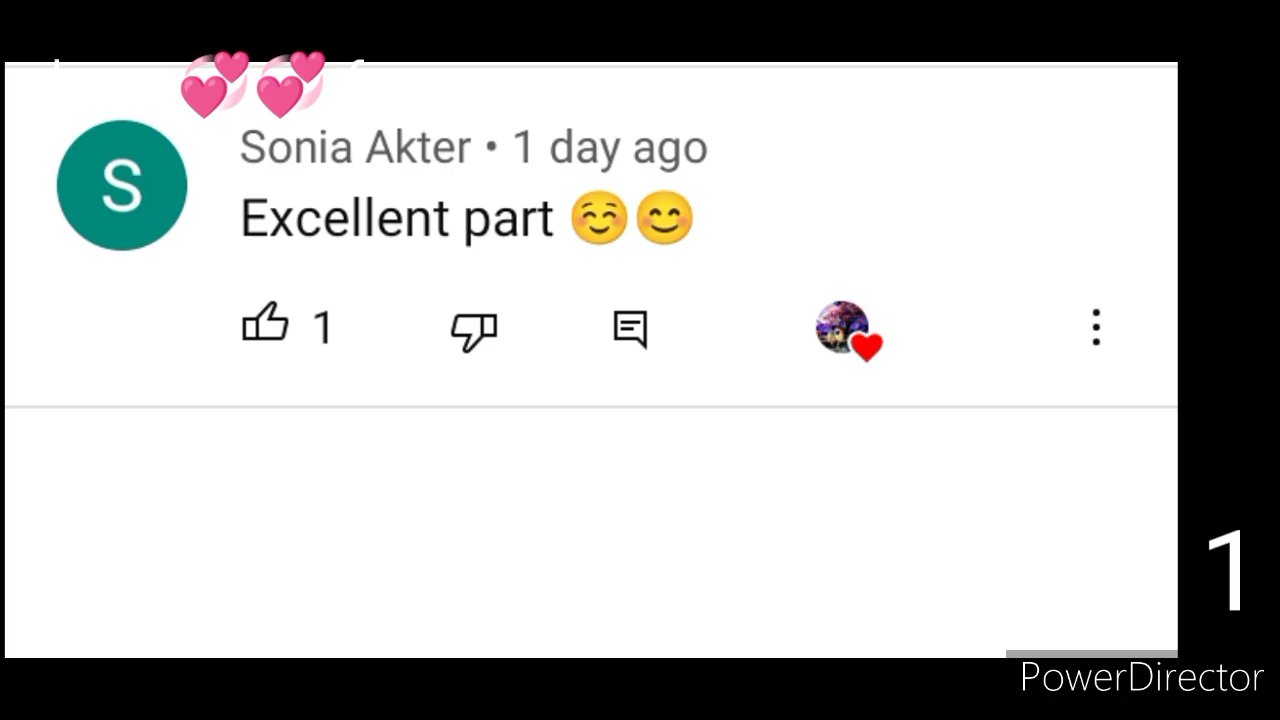 💞💞
S
Sonia Akter • 1 day ago
Excellent part ☺️😊
1
1
PowerDirector